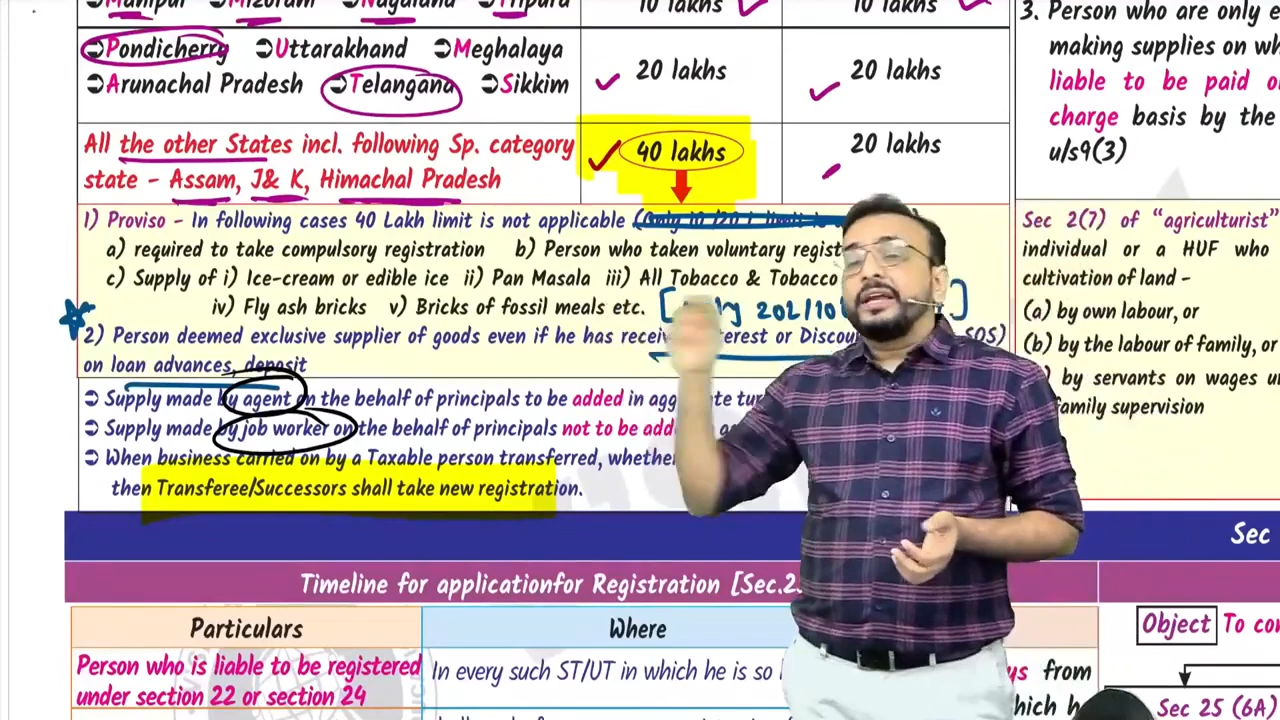 Manipur ➲Mizoram ➲Nagaland ➲Tripura
10 lakhs
10 lakhs
➲Pondicherry ➲Uttarakhand ➲Meghalaya
➲Arunachal Pradesh ➲Telangana ➲Sikkim
20 lakhs
20 lakhs
All the other States incl. following Sp. category
state - Assam, J& K, Himachal Pradesh
40 lakhs
20 lakhs
1) Proviso - In following cases 40 Lakh limit is not applicable
a) required to take compulsory registration b) Person who taken voluntary regist
c) Supply of i) Ice-cream or edible ice ii) Pan Masala iii) All Tobacco & Tobacco
iv) Fly ash bricks v) Bricks of fossil meals etc.
2) Person deemed exclusive supplier of goods even if he has SOS)
on loan advances, deposit
➲ Supply made by agent on the behalf of principals to be added in
➲ Supply made by job worker on the behalf of principals not to be
➲ When business carried on by a Taxable person transferred,
then Transferee/Successors shall take new registration.
3. Person who are only e
making supplies on wh
liable to be paid o
charge basis by the
u/s9(3)
Sec 2(7) of "agriculturist"
individual or a HUF who
cultivation of land -
(a) by own labour, or
(b) by the labour of family, or
by servants on wages
family supervision
Sec
Timeline for applicationfor Registration [Sec.2
Particulars
Where
Person who is liable to be registered
under section 22 or section 24
In every such ST/UT in which he is so
from
Object To con
Sec 25 (6A)